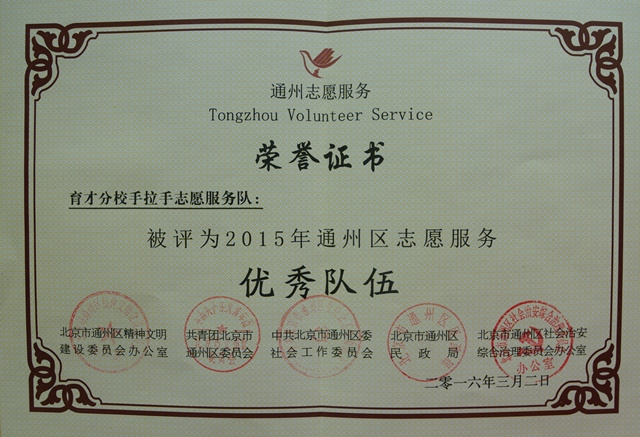 通州志愿服务
Tongzhou Volunteer Service
荣誉证书
育才分校手拉手志愿服务队：
被评为2015年通州区志愿服务
优秀队伍
北京市通州区精神文明
建设委员会办公室
共青团北京市
通州区委员会
中共北京市通州区委
社会工作委员会
北京市通州区
民政局
北京市通州区社会治安
综合治理委员会办公室
办公室
二零一六年三月二日